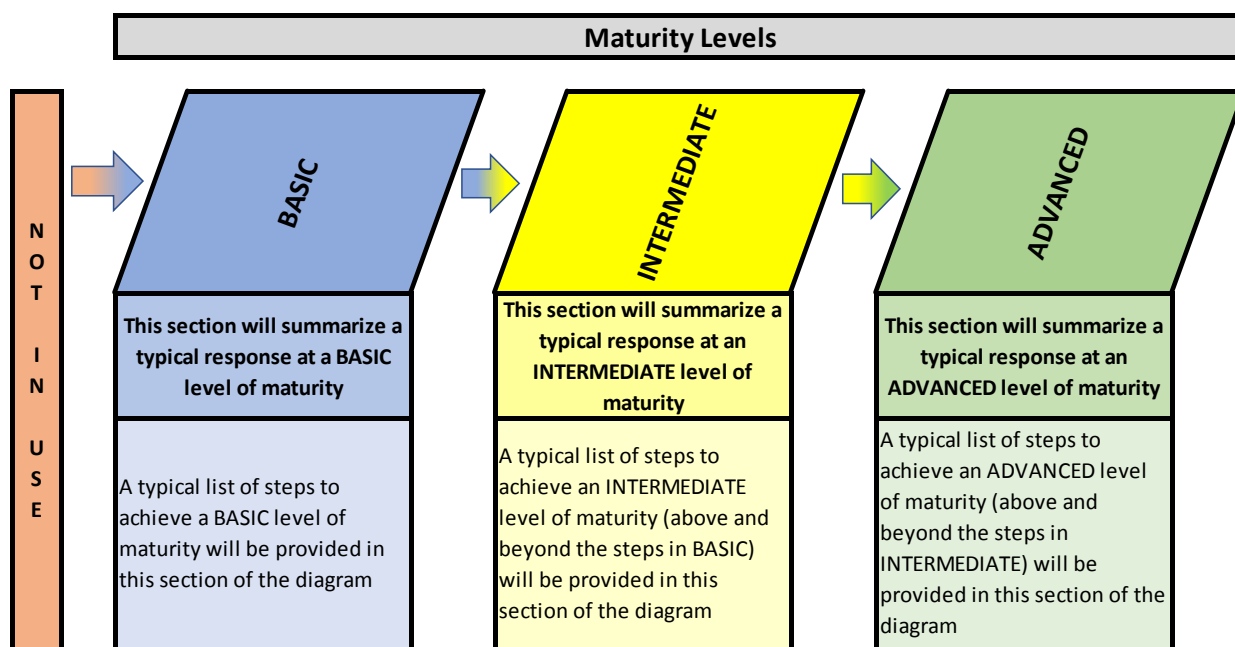 Maturity Levels
NOT IN USE
BASIC
This section will summarize a
typical response at a BASIC
level of maturity
A typical list of steps to
achieve a BASIC level of
maturity will be provided in
this section of the diagram
INTERMEDIATE
This section will summarize a
typical response at an
INTERMEDIATE level of
maturity
A typical list of steps to
achieve an INTERMEDIATE
level of maturity (above and
beyond the steps in BASIC)
will be provided in this
section of the diagram
ADVANCED
This section will summarize a
typical response at an
ADVANCED level of maturity
A typical list of steps to
achieve an ADVANCED level
of maturity (above and
beyond the steps in
INTERMEDIATE) will be
provided in this section of the
diagram